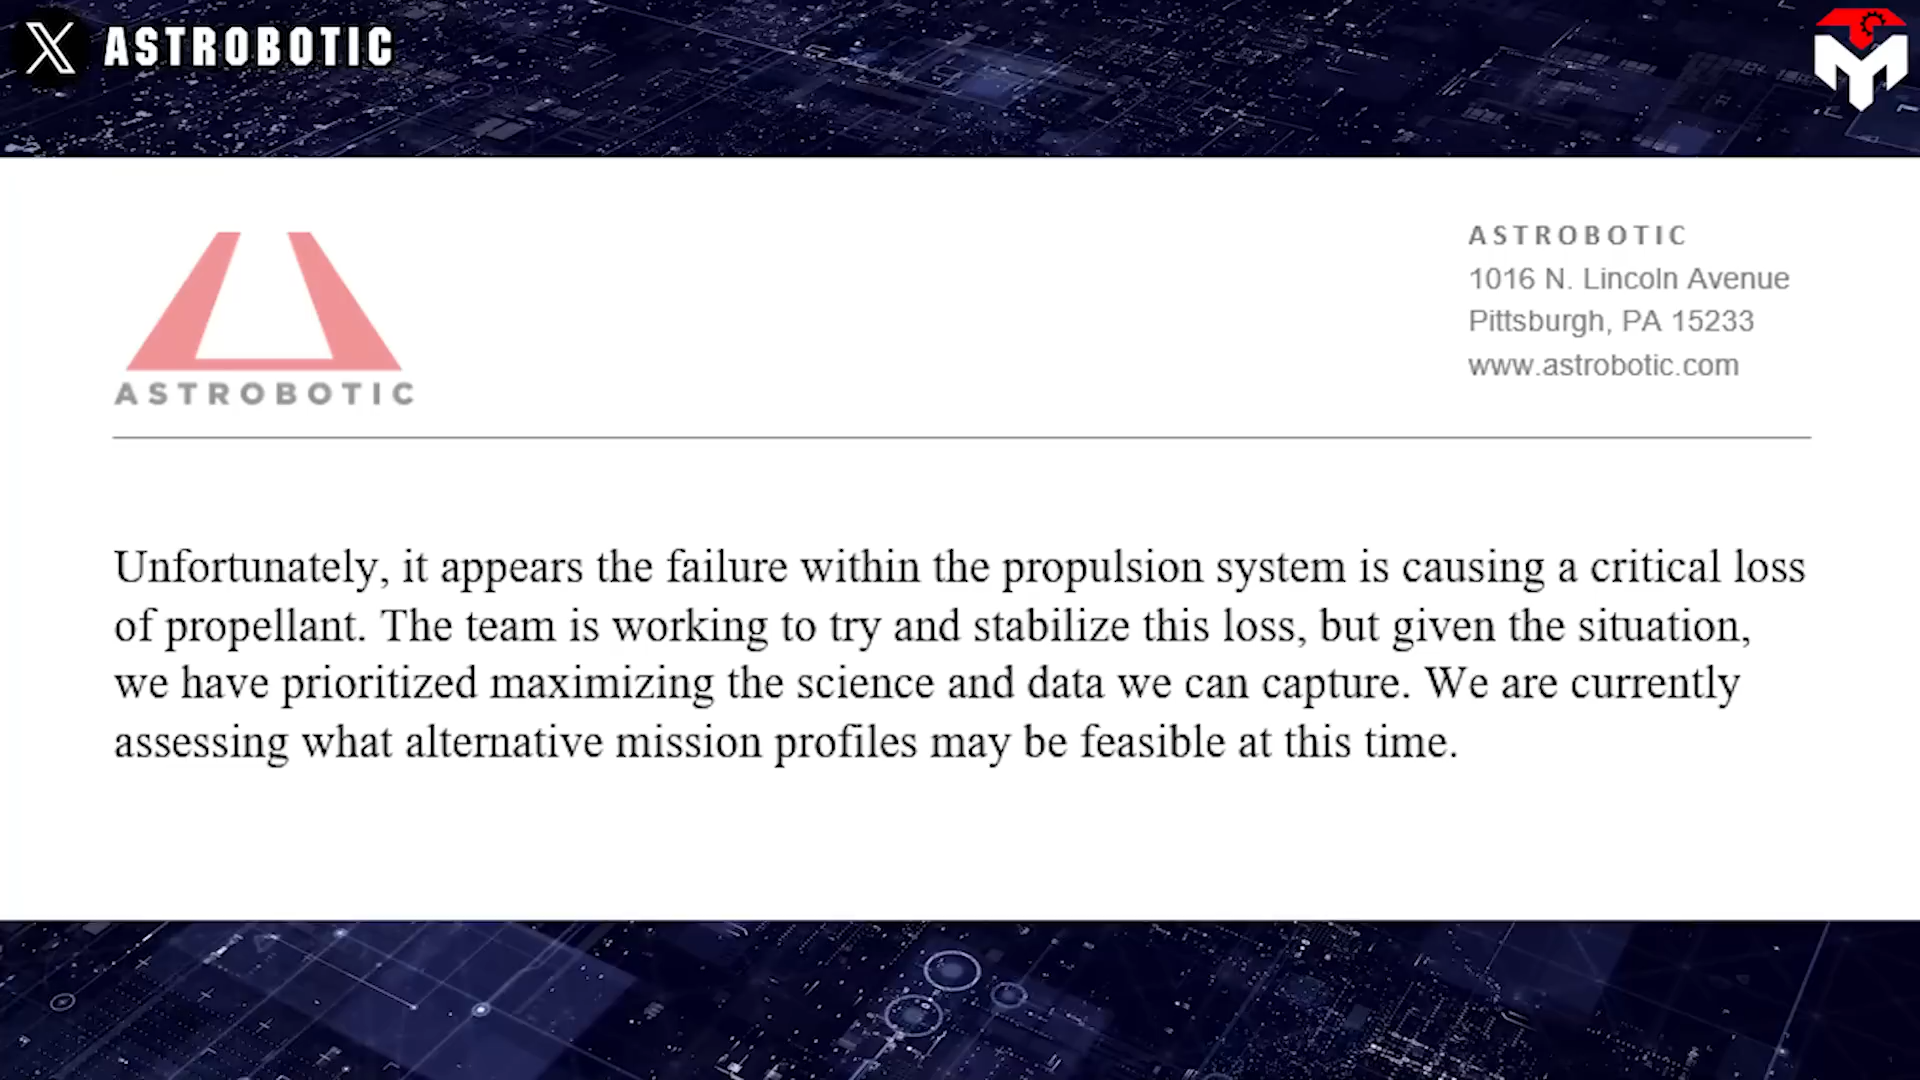 X ASTROBOTIC
ASTROBOTIC
ASTROBOTIC
1016 N. Lincoln Avenue
Pittsburgh, PA 15233
www.astrobotic.com
Unfortunately, it appears the failure within the propulsion system is causing a critical loss
of propellant. The team is working to try and stabilize this loss, but given the situation,
we have prioritized maximizing the science and data we can capture. We are currently
assessing what alternative mission profiles may be feasible at this time.